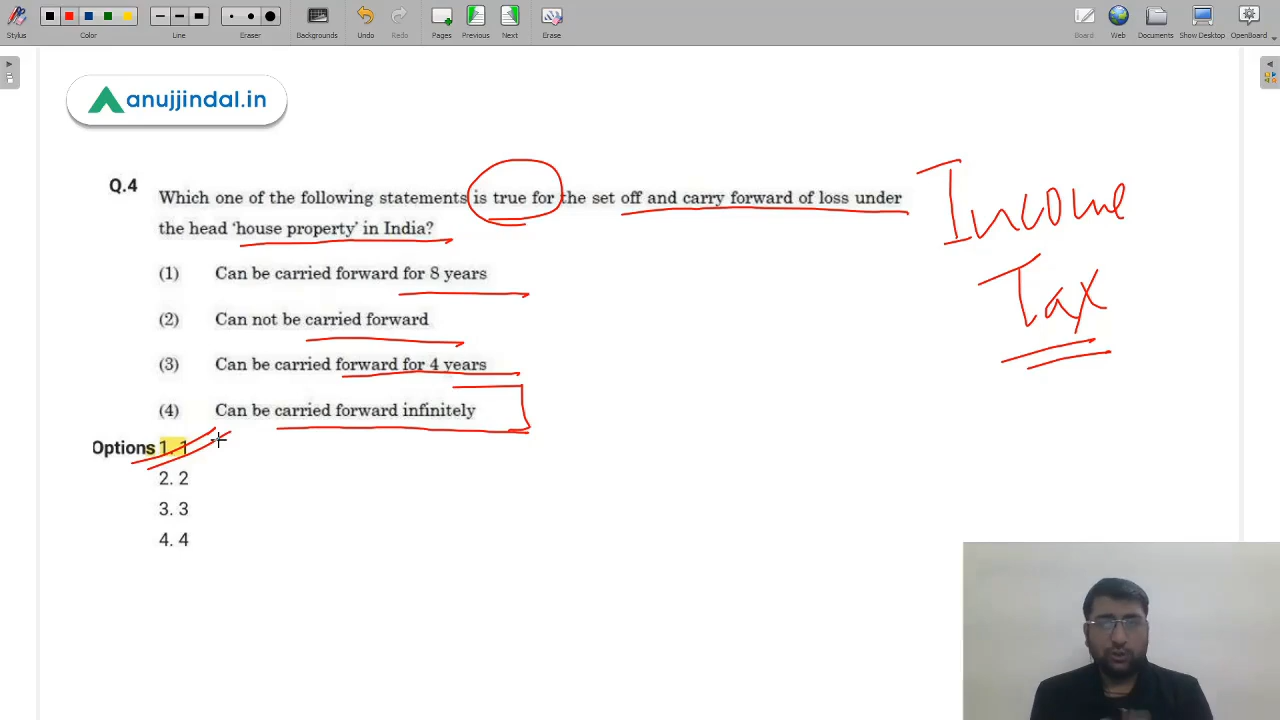 Stylus
Color
Line
Eraser
Backgrounds
Undo
Redo
Pages
Previous
Next
Erase
Board
Web
Documents
Show Desktop
OpenBoard
anujjindal.in
Q.4
Which one of the following statements is true for the set off and carry forward of loss under
the head 'house property' in India?
(1) Can be carried forward for 8 years
(2) Can not be carried forward
(3) Can be carried forward for 4 years
(4) Can be carried forward infinitely
Options 1. 1
2. 2
3. 3
4. 4
Income
Tax